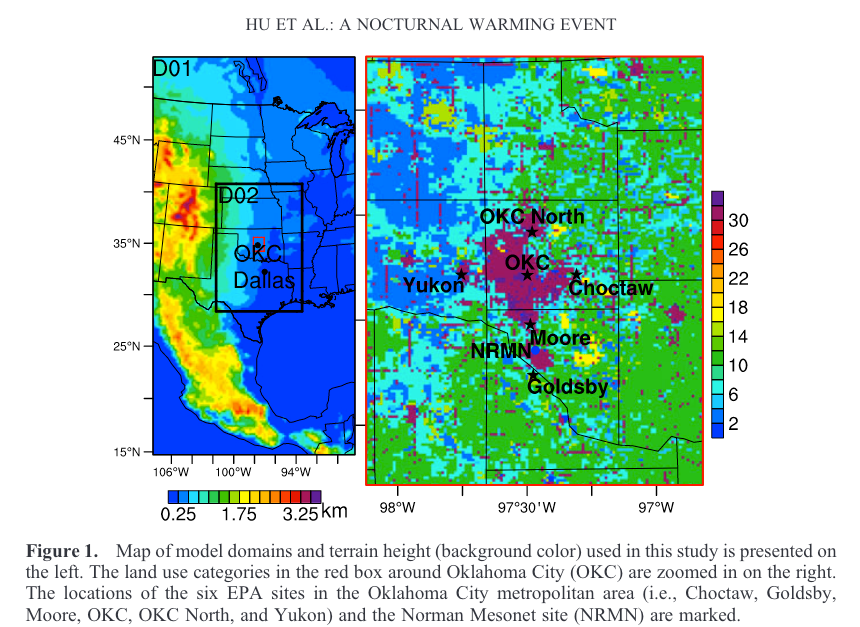 HU ET AL.: A NOCTURNAL WARMING EVENT
D01
45°N
D02
35°N
OKC
Dallas
25°N
15°N
106°W 100°W 94°W
0.25 1.75 3.25 km
OKC North
OKC
Yukon
Choctaw
Moore
NRMN
Goldsby
98°W 97°30'W 97°W
30
26
22
18
14
10
6
2
Figure 1. Map of model domains and terrain height (background color) used in this study is presented on
the left. The land use categories in the red box around Oklahoma City (OKC) are zoomed in on the right.
The locations of the six EPA sites in the Oklahoma City metropolitan area (i.e., Choctaw, Goldsby,
Moore, OKC, OKC North, and Yukon) and the Norman Mesonet site (NRMN) are marked.